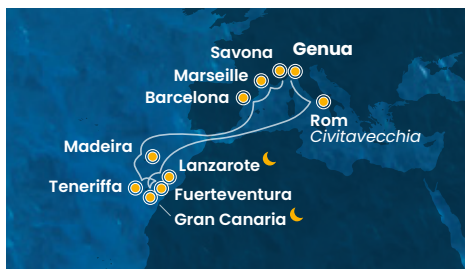 Savona
Genua
Marseille
Barcelona
Rom
Civitavecchia
Madeira
Lanzarote
Teneriffa
Fuerteventura
Gran Canaria